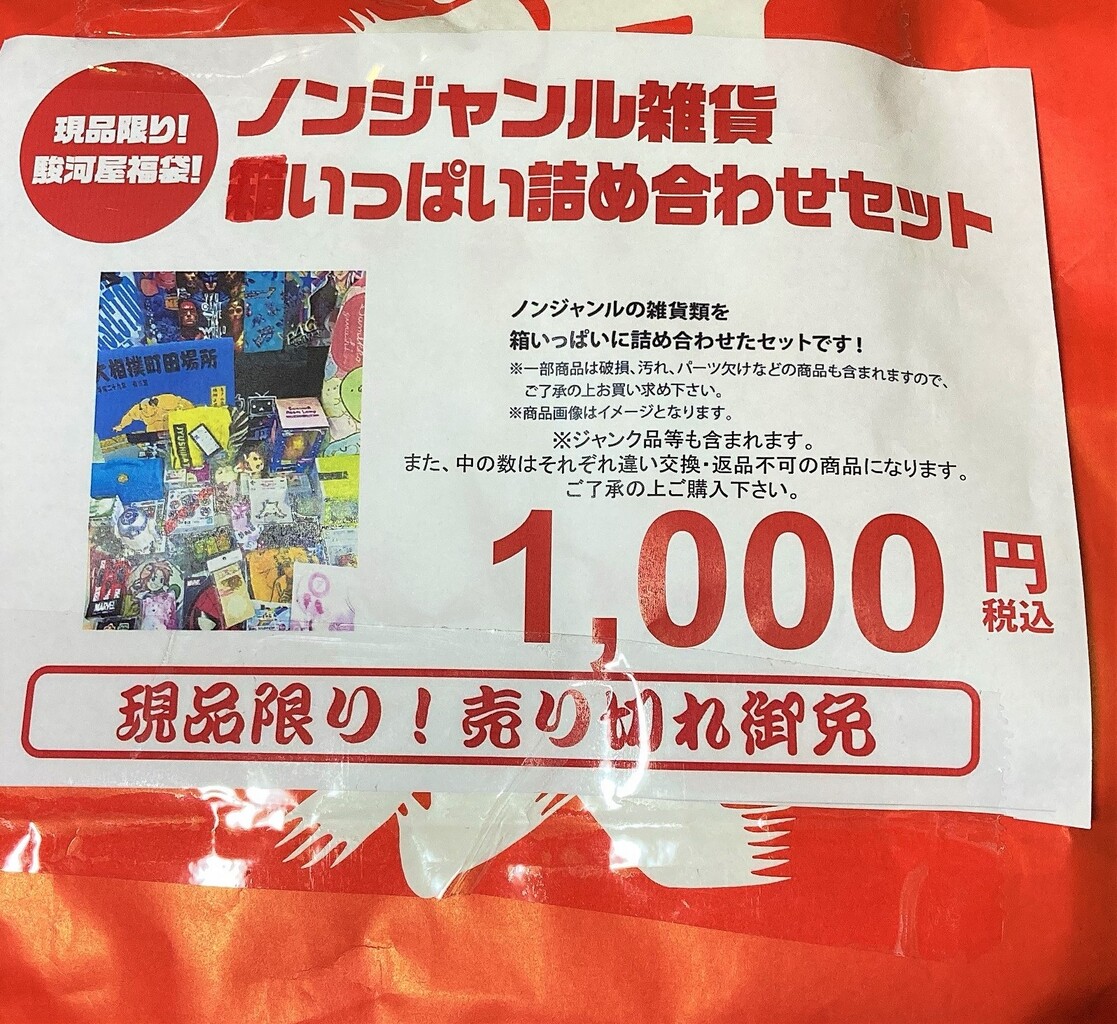 現品限り!
駿河屋福袋!
ノンジャンル雑貨
箱いっぱい詰め合わせセット
ノンジャンルの雑貨類を
箱いっぱいに詰め合わせたセットです!
※一部商品は破損、汚れ、パーツ欠けなどの商品も含まれますので、
ご了承の上お買い求め下さい。
※商品画像はイメージとなります。
※ジャンク品等も含まれます。
また、中の数はそれぞれ違い交換・返品不可の商品になります。
ご了承の上ご購入下さい。
大相撲町田場所
MARVEL
1,000円
税込
現品限り!売り切れ御免